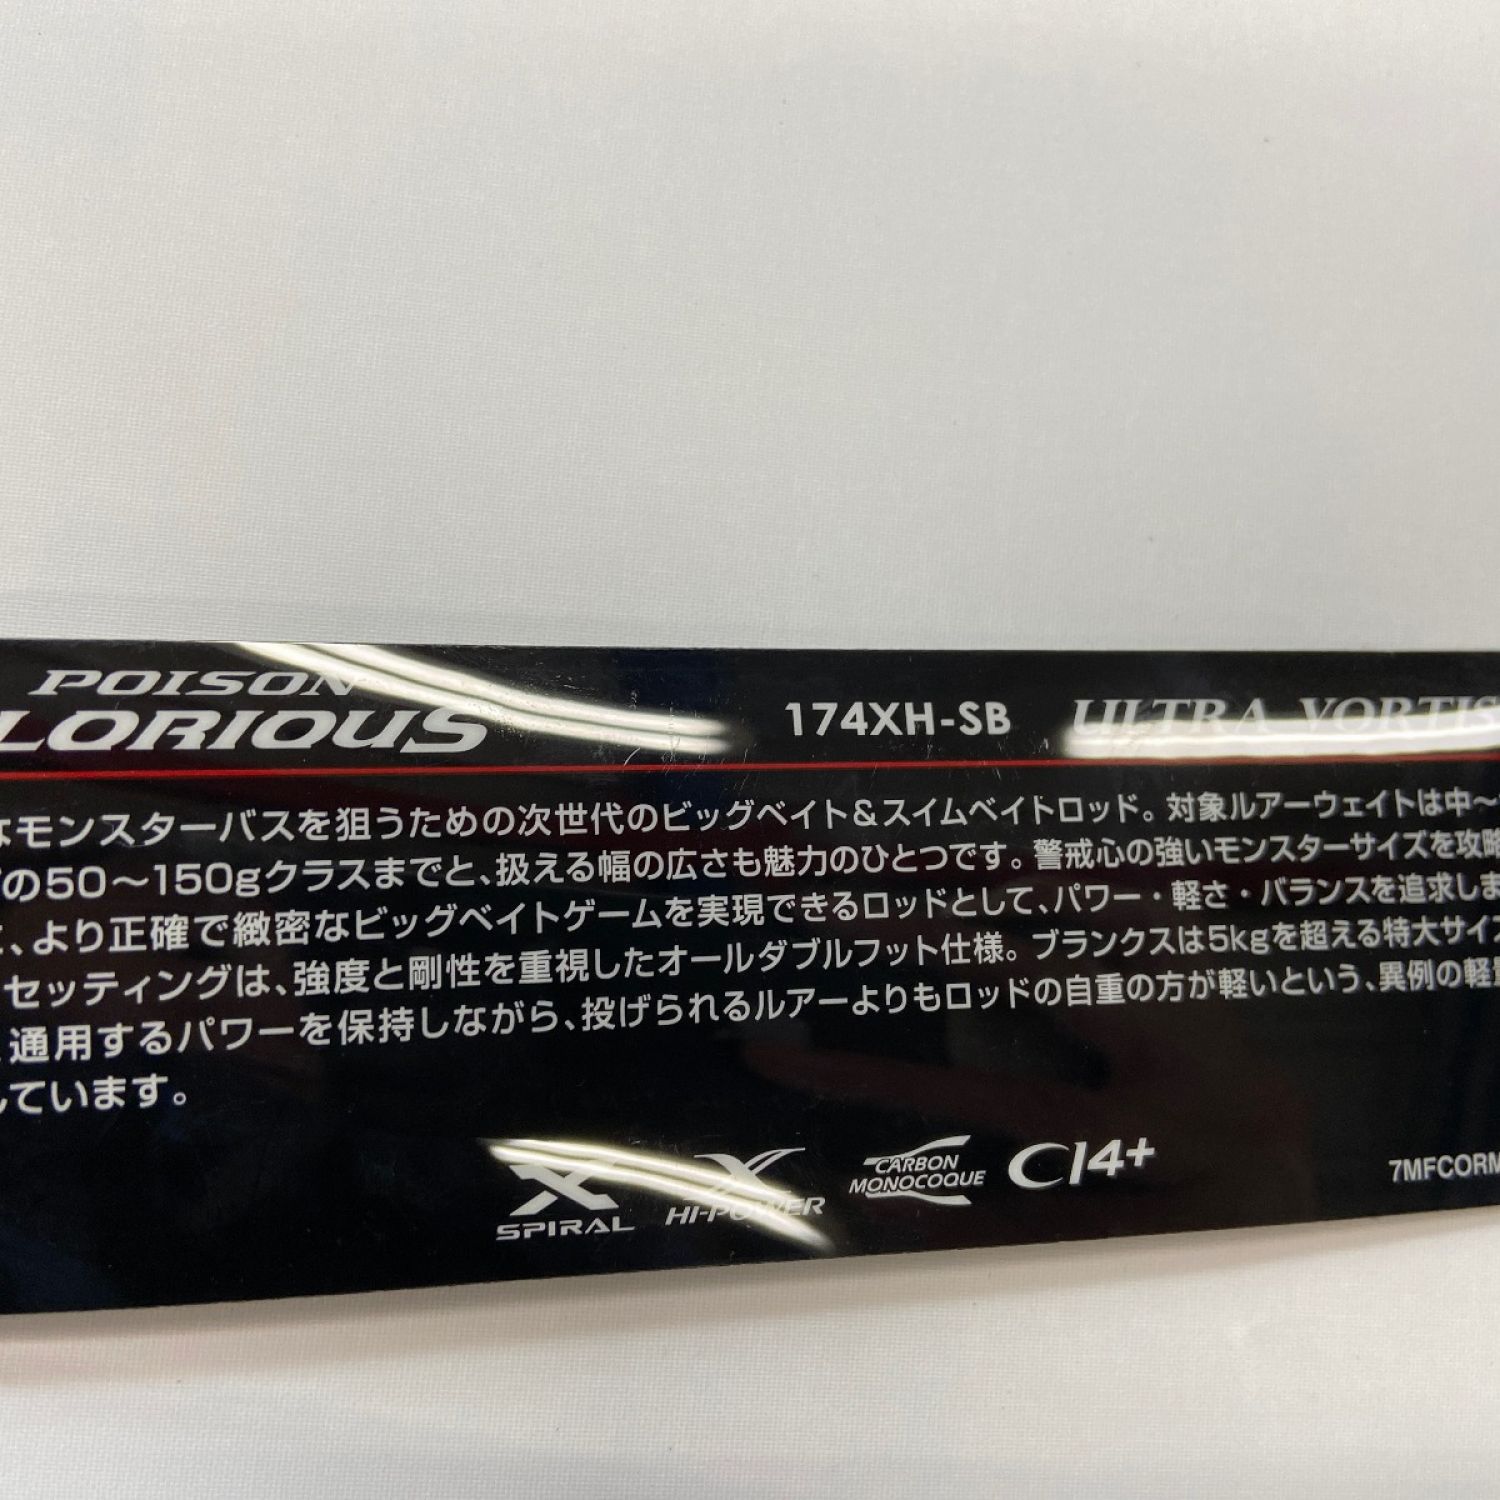 POISON
LORIOUS 174XH-SB ULTRA VORTIS
なモンスターバスを狙うための次世代のビッグベイト&スイムベイトロッド。対象ルアーウェイトは中～
の50～150gクラスまでと、扱える幅の広さも魅力のひとつです。警戒心の強いモンスターサイズを攻略
、より正確で緻密なビッグベイトゲームを実現できるロッドとして、パワー・軽さ・バランスを追求しま
セッティングは、強度と剛性を重視したオールダブルフット仕様。ブランクスは5kgを超える特大サイズ
通用するパワーを保持しながら、投げられるルアーよりもロッドの自重の方が軽いという、異例の軽量
しています。
SPIRAL HI-POWER CARBON MONOCOQUE CI4+ 7MFCORM